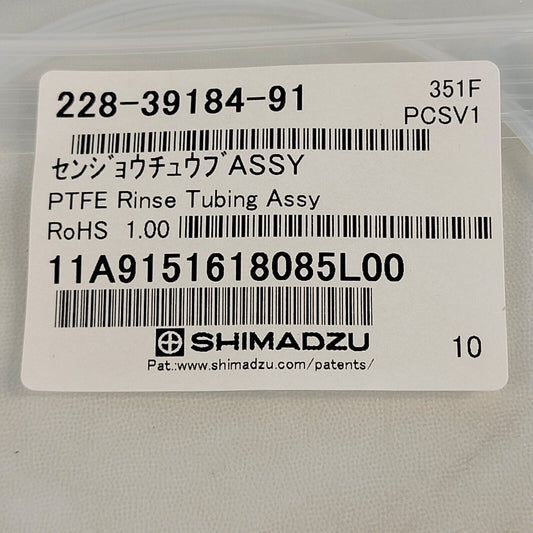 228-39184-91
351F
PCSV1
ｾﾝｼﾞｮｳﾁｭｳﾌﾞASSY
PTFE Rinse Tubing Assy
RoHS 1.00
11A9151618085L00
SHIMADZU
10
Pat.:www.shimadzu.com/patents/